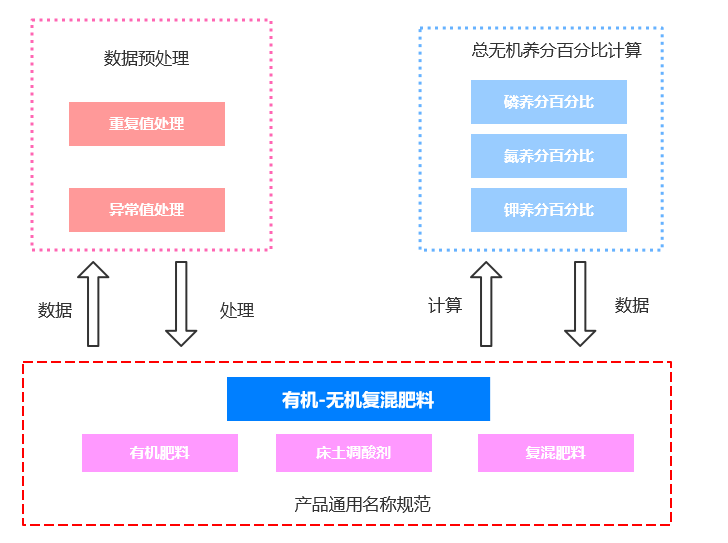 数据预处理
重复值处理
异常值处理
总无机养分百分比计算
磷养分百分比
氮养分百分比
钾养分百分比
数据
处理
计算
数据
有机-无机复混肥料
有机肥料
床土调酸剂
复混肥料
产品通用名称规范